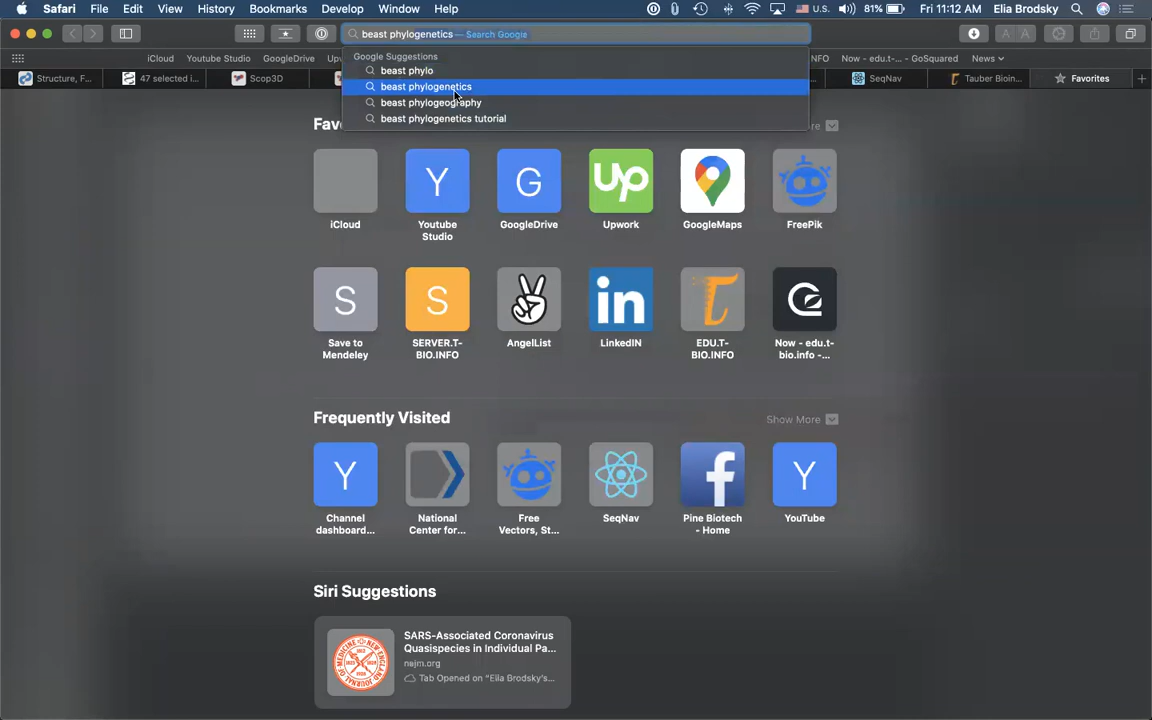 Safari File Edit View History Bookmarks Develop Window Help U.S. 81% Fri 11:12 AM Elia Brodsky
beast phylogenetics — Search Google
Google Suggestions
beast phylo
beast phylogenetics
beast phylogeography
beast phylogenetics tutorial
iCloud Youtube Studio GoogleDrive NFO Now - edu.t-... - GoSquared News
Structure, F... 47 selected i... Scop3D SeqNav Tauber Bioin... Favorites
Fav
iCloud Youtube Studio GoogleDrive Upwork GoogleMaps FreePik
Y G Up
S S in
Save to Mendeley SERVER.T-BIO.INFO AngelList LinkedIN EDU.T-BIO.INFO Now - edu.t-bio.info -...
Frequently Visited Show More
Y f Y
Channel dashboard... National Center for... Free Vectors, St... SeqNav Pine Biotech - Home YouTube
Siri Suggestions
SARS-Associated Coronavirus
Quasispecies in Individual Pa...
nejm.org
Tab Opened on "Elia Brodsky's...